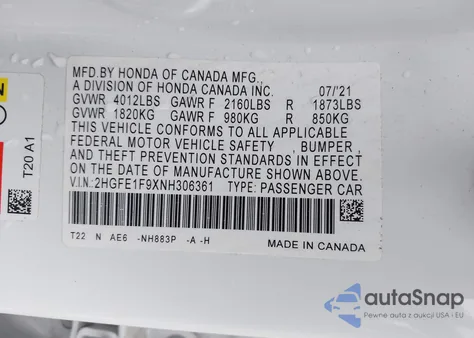 MFD.BY HONDA OF CANADA MFG.,
A DIVISION OF HONDA CANADA INC. 07/'21
GVWR 4012LBS GAWR F 2160LBS R 1873LBS
GVWR 1820KG GAWR F 980KG R 850KG
THIS VEHICLE CONFORMS TO ALL APPLICABLE
FEDERAL MOTOR VEHICLE SAFETY, BUMPER,
AND THEFT PREVENTION STANDARDS IN EFFECT
ON THE DATE OF MANUFACTURE SHOWN ABOVE.
V.I.N: 2HGFE1F9XNH306361 TYPE: PASSENGER CAR
T22 N AE6 -NH883P -A -H
MADE IN CANADA
T20 A1
N
autoSnap
Pewne auta z licytacji USA i EU